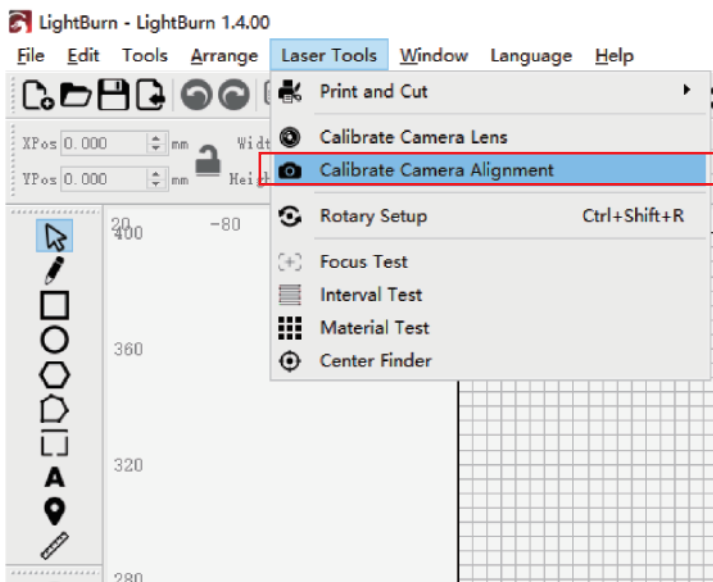 LightBurn - LightBurn 1.4.00
File Edit Tools Arrange Laser Tools Window Language Help
Print and Cut
XPos 0.000 mm
Calibrate Camera Lens
YPos 0.000 mm
Calibrate Camera Alignment
Rotary Setup Ctrl+Shift+R
-80
400
Focus Test
Interval Test
Material Test
360
Center Finder
320
280